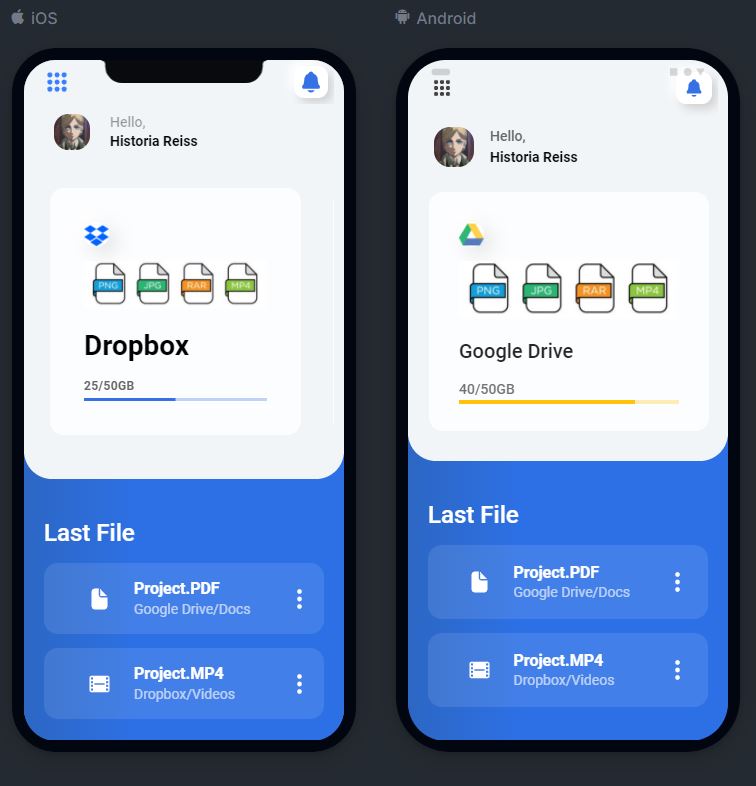 iOS
Hello,
Historia Reiss
PNG JPG RAR MP4
Dropbox
25/50GB
Last File
Project.PDF
Google Drive/Docs
Project.MP4
Dropbox/Videos
Android
Hello,
Historia Reiss
PNG JPG RAR MP4
Google Drive
40/50GB
Last File
Project.PDF
Google Drive/Docs
Project.MP4
Dropbox/Videos